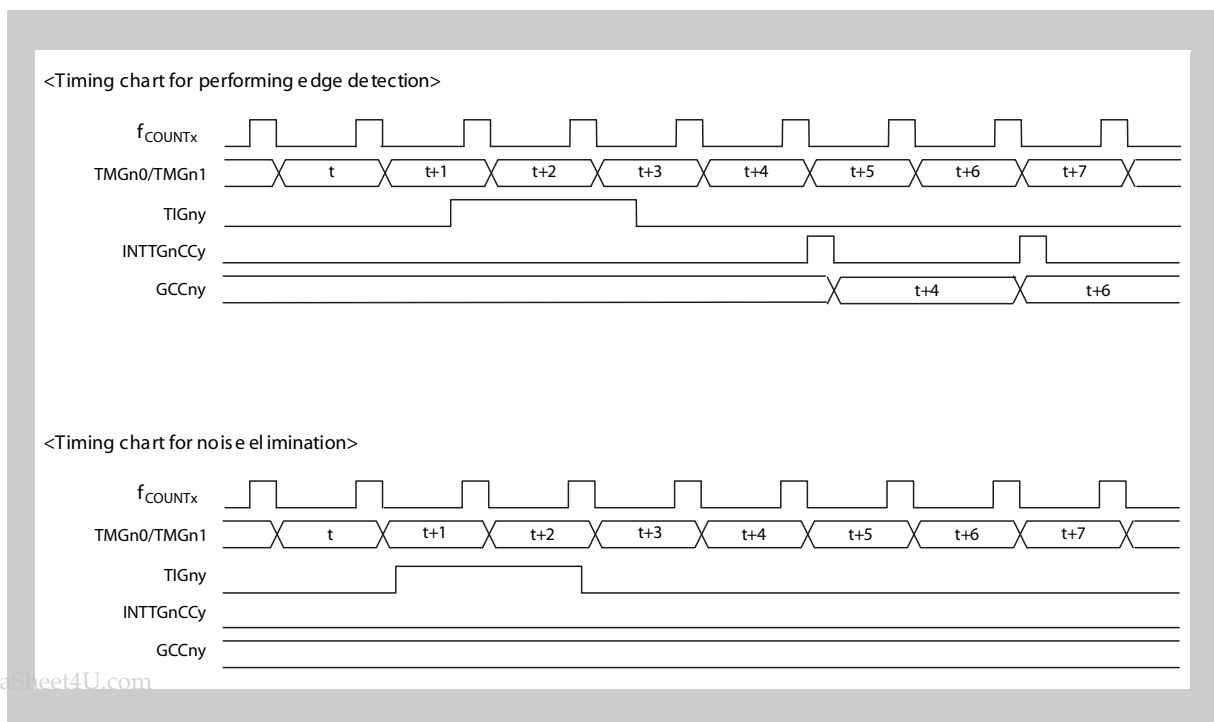 <Timing chart for performing edge detection>
fCOUNTx
TMGn0/TMGn1 t t+1 t+2 t+3 t+4 t+5 t+6 t+7
TIGny
INTTGnCCy
GCCny t+4 t+6
<Timing chart for noise elimination>
fCOUNTx
TMGn0/TMGn1 t t+1 t+2 t+3 t+4 t+5 t+6 t+7
TIGny
INTTGnCCy
GCCny
aSheet4U.com